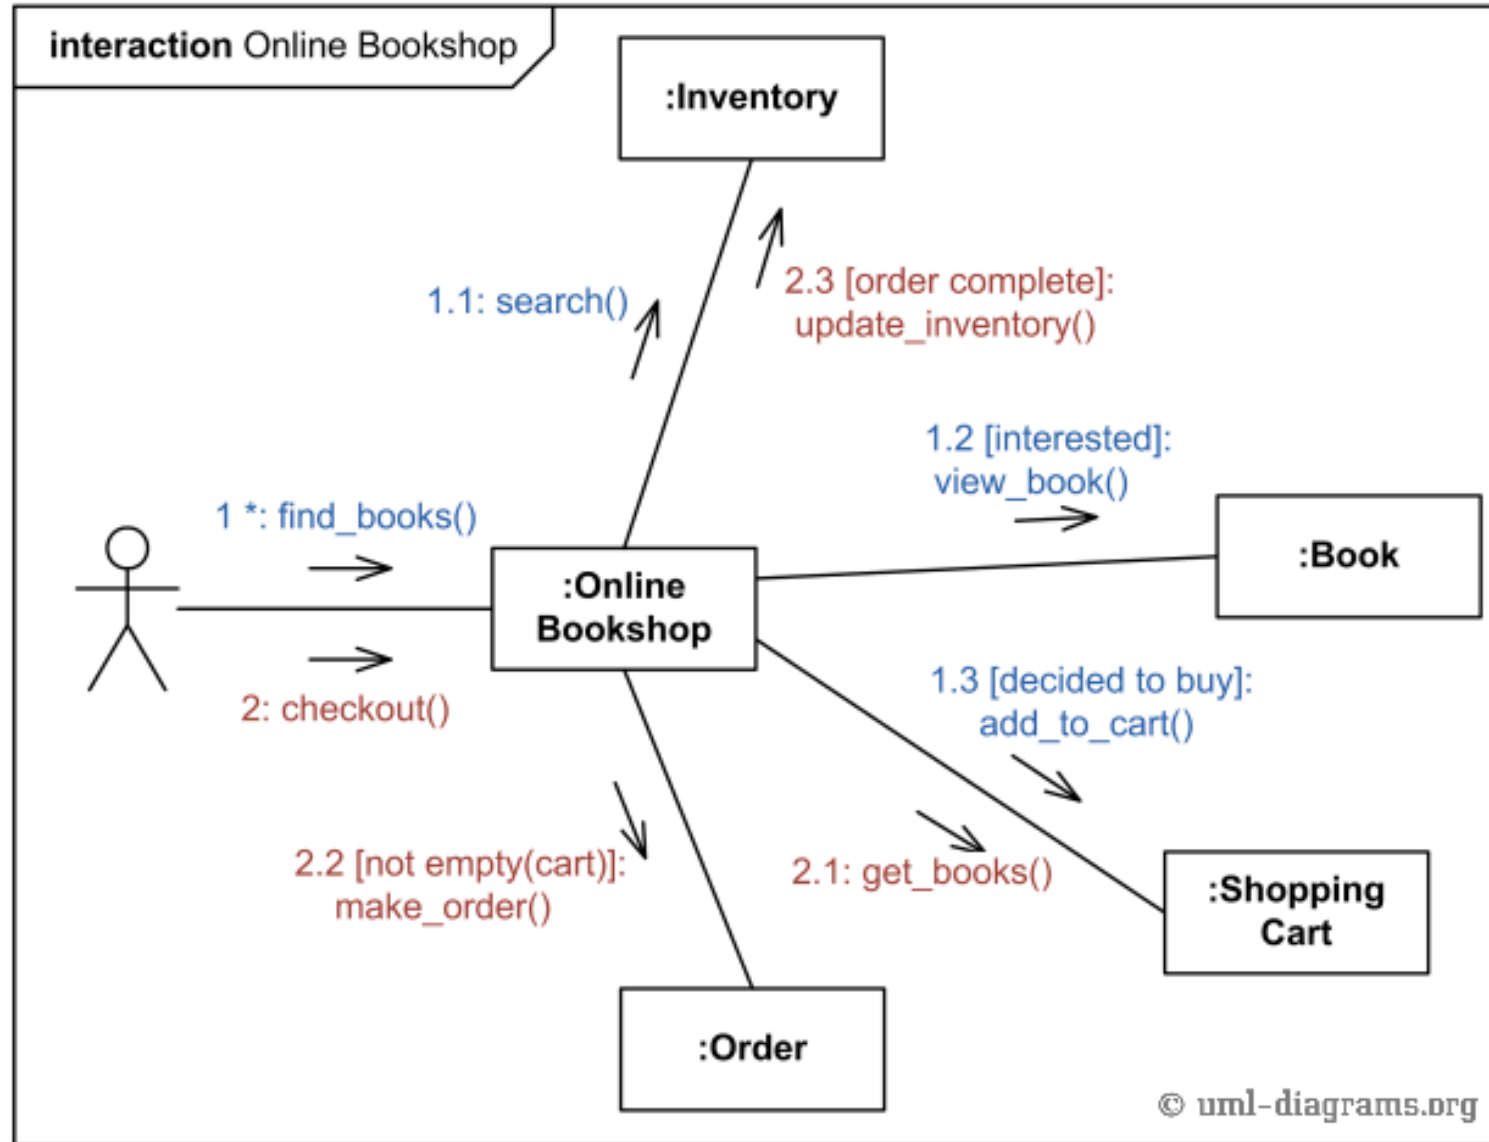 interaction Online Bookshop
:Inventory
1.1: search()
2.3 [order complete]:
update_inventory()
1.2 [interested]:
view_book()
1 *: find_books()
:Online
Bookshop
:Book
2: checkout()
1.3 [decided to buy]:
add_to_cart()
2.2 [not empty(cart)]:
make_order()
2.1: get_books()
:Shopping
Cart
:Order
© uml-diagrams.org